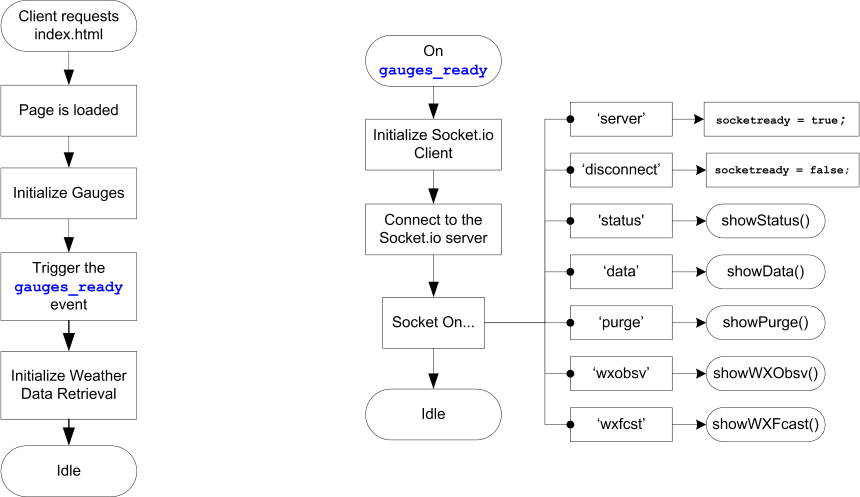 Client requests
index.html
Page is loaded
Initialize Gauges
Trigger the
gauges_ready
event
Initialize Weather
Data Retrieval
Idle
On
gauges_ready
Initialize Socket.io
Client
Connect to the
Socket.io server
Socket On...
Idle
‘server’
socketready = true;
‘disconnect’
socketready = false;
'status'
showStatus()
‘data’
showData()
‘purge’
showPurge()
‘wxobsv’
showWXObsv()
‘wxfcst’
showWXFcast()